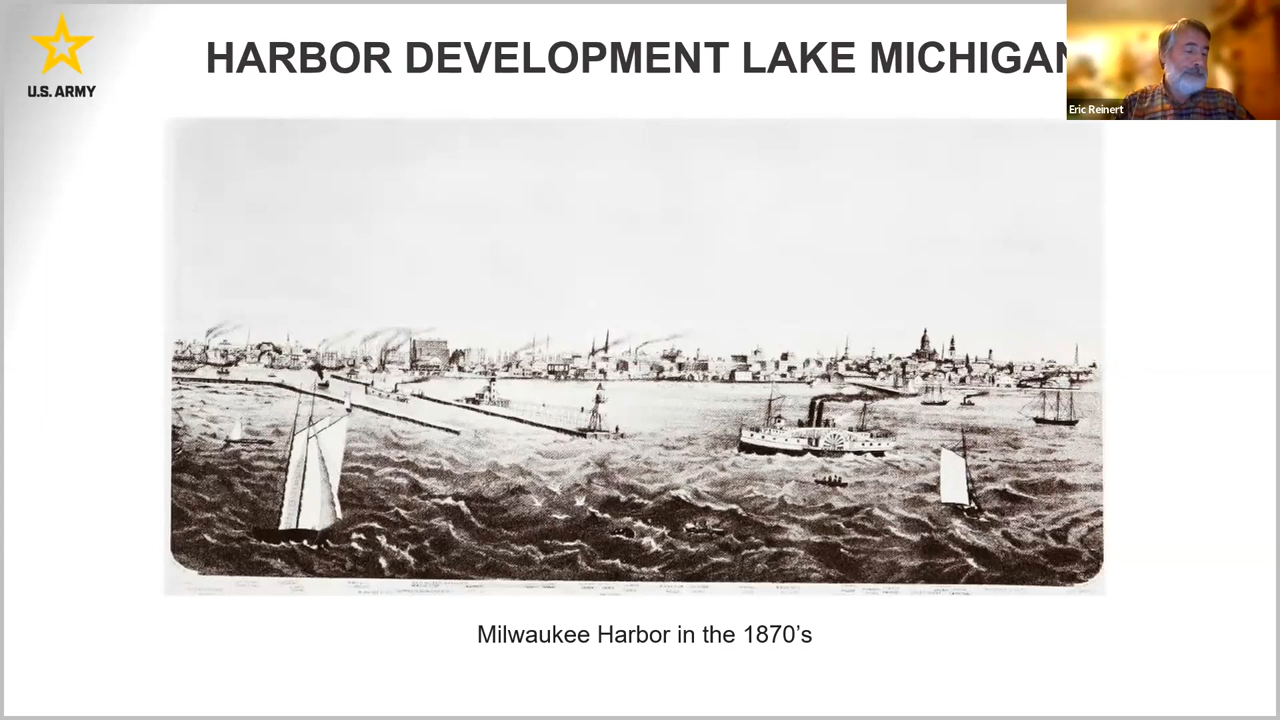 HARBOR DEVELOPMENT LAKE MICHIGAN
U.S. ARMY
Eric Reinert
Milwaukee Harbor in the 1870's